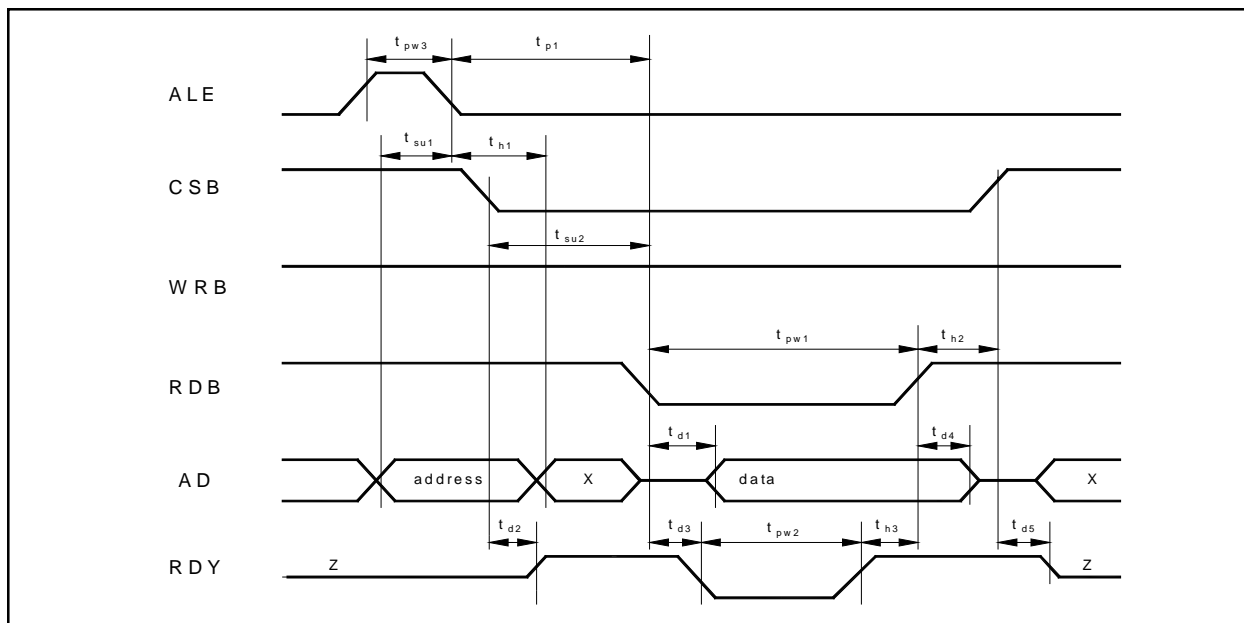 t pw3
t p1
ALE
t su1
t h1
CSB
t su2
WRB
t pw1
t h2
RDB
t d1
t d4
AD
address
X
data
X
t d2
t d3
t pw2
t h3
t d5
RDY
Z
Z